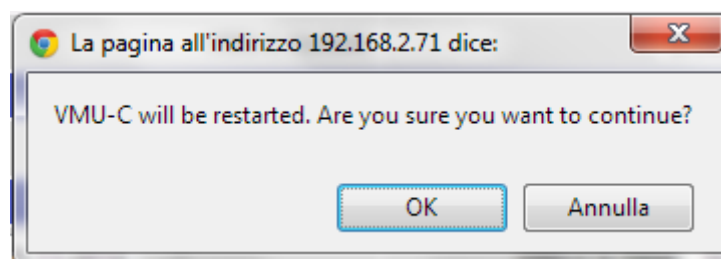 La pagina all'indirizzo 192.168.2.71 dice:
VMU-C will be restarted. Are you sure you want to continue?
OK
Annulla